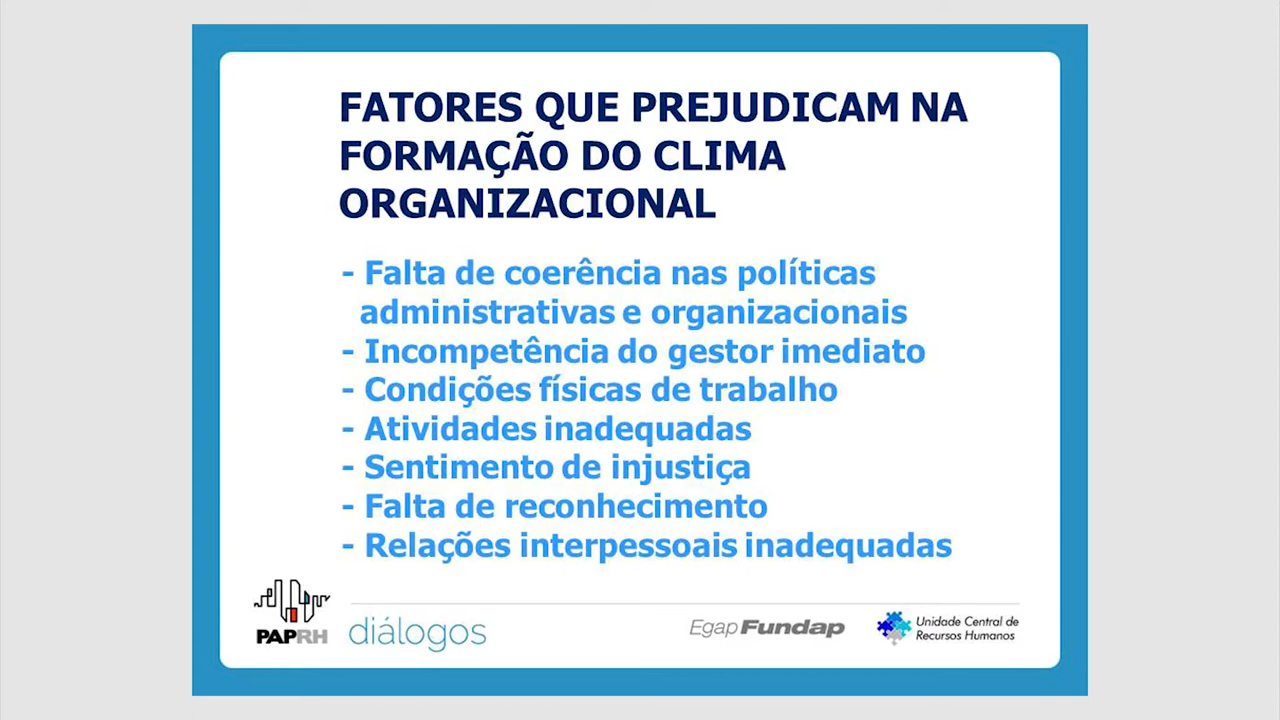 FATORES QUE PREJUDICAM NA
FORMAÇÃO DO CLIMA
ORGANIZACIONAL
- Falta de coerência nas políticas
administrativas e organizacionais
- Incompetência do gestor imediato
- Condições físicas de trabalho
- Atividades inadequadas
- Sentimento de injustiça
- Falta de reconhecimento
- Relações interpessoais inadequadas
PAPRH
diálogos
Egap Fundap
Unidade Central de
Recursos Humanos